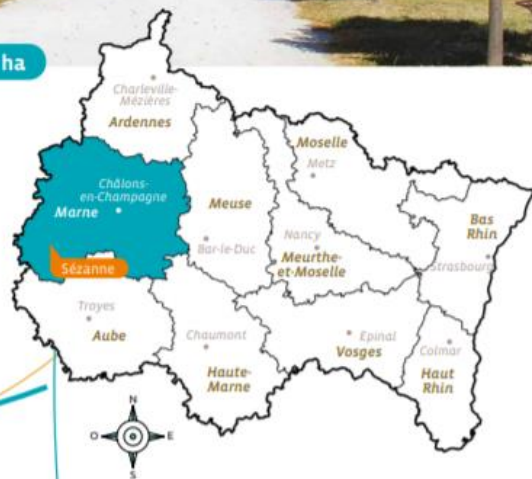 ha
Charleville-
Mézières
Ardennes
Moselle
Metz
Châlons-
en-Champagne
Marne
Meuse
Bas
Rhin
Nancy
Bar-le-Duc
Meurthe-
et-Moselle
Strasbourg
Sézanne
Troyes
Aube
Chaumont
Epinal
Vosges
Colmar
Haute-
Marne
Haut
Rhin
N
O
E
S